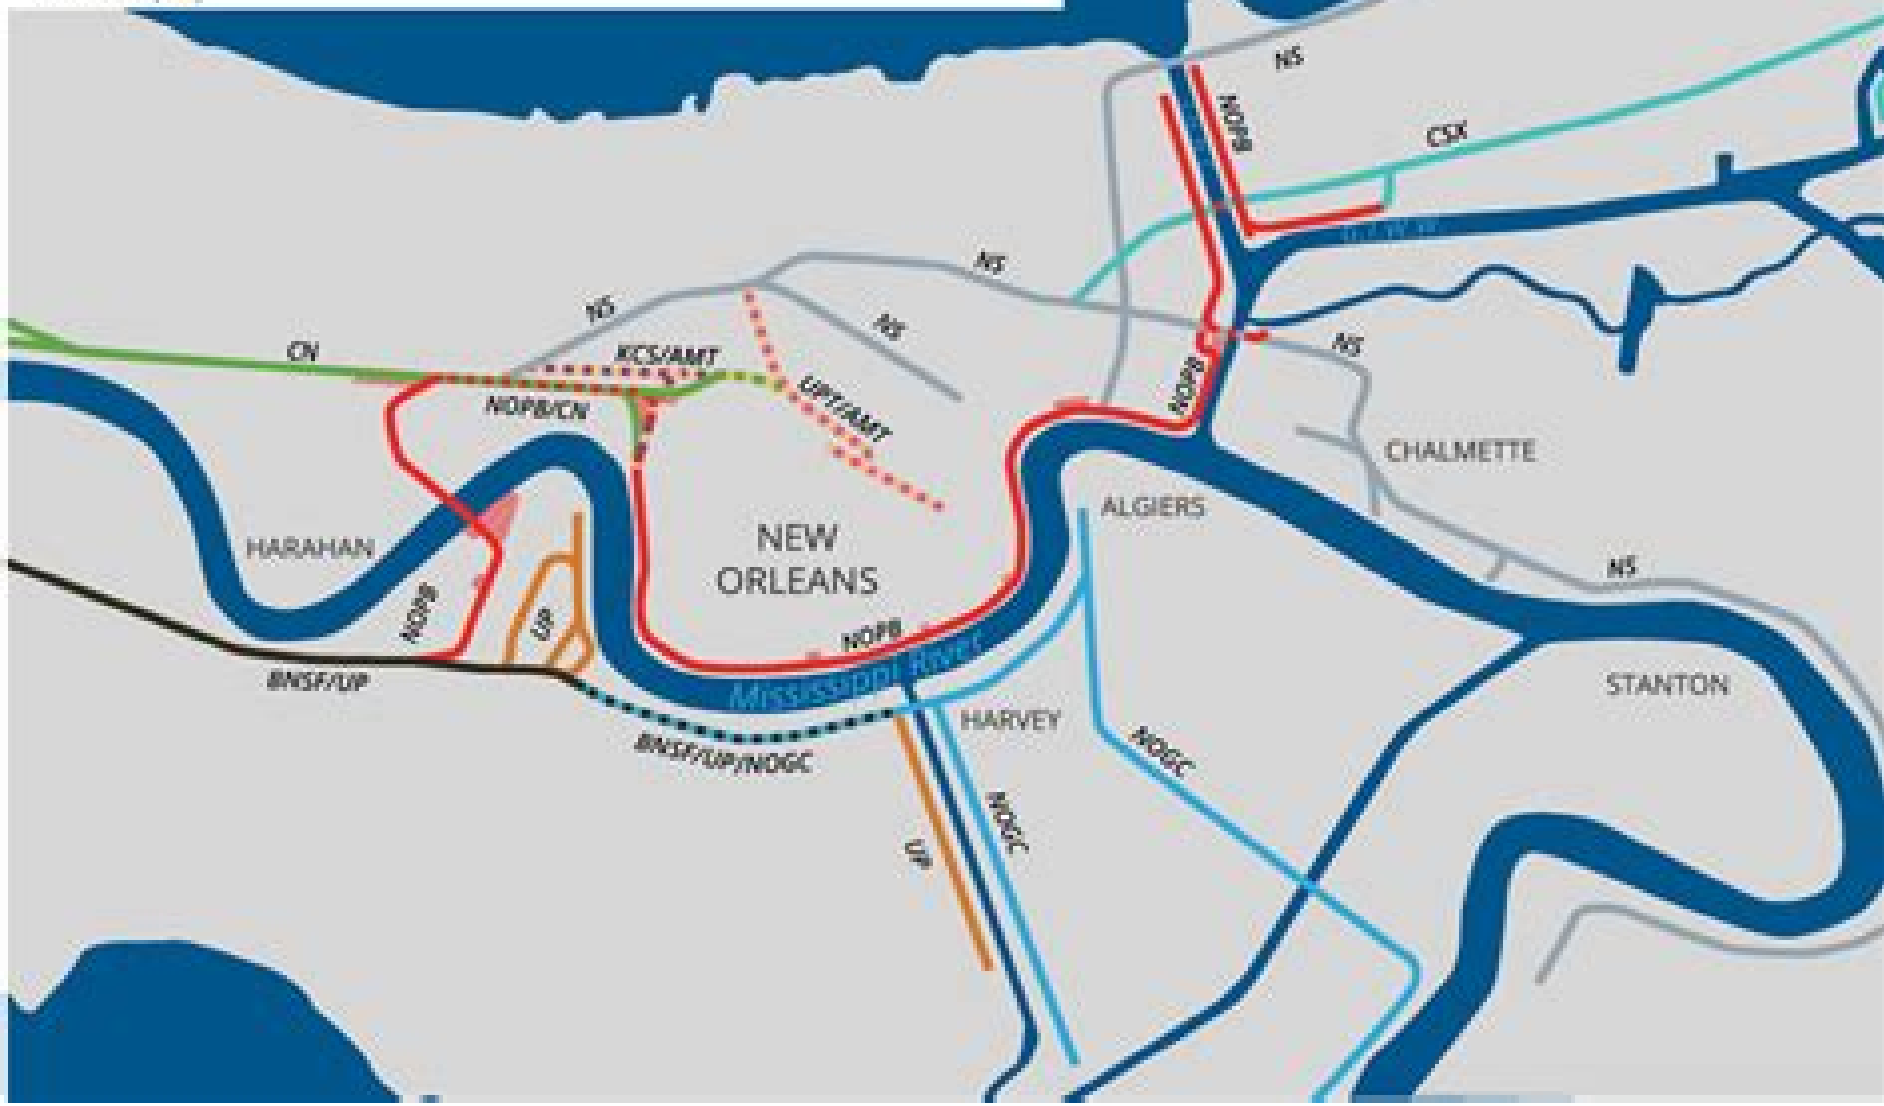 NS
NOPB
CSX
NS
NS
NS
NS
CN
KCS/AMT
NOPB/CN
UPT/AMT
NOPB
CHALMETTE
ALGIERS
HARAHAN
NEW
ORLEANS
NS
NOPB
UP
NOPB
Mississippi River
BNSF/UP
STANTON
HARVEY
BNSF/UP/NOGC
NOGC
NOGC
UP